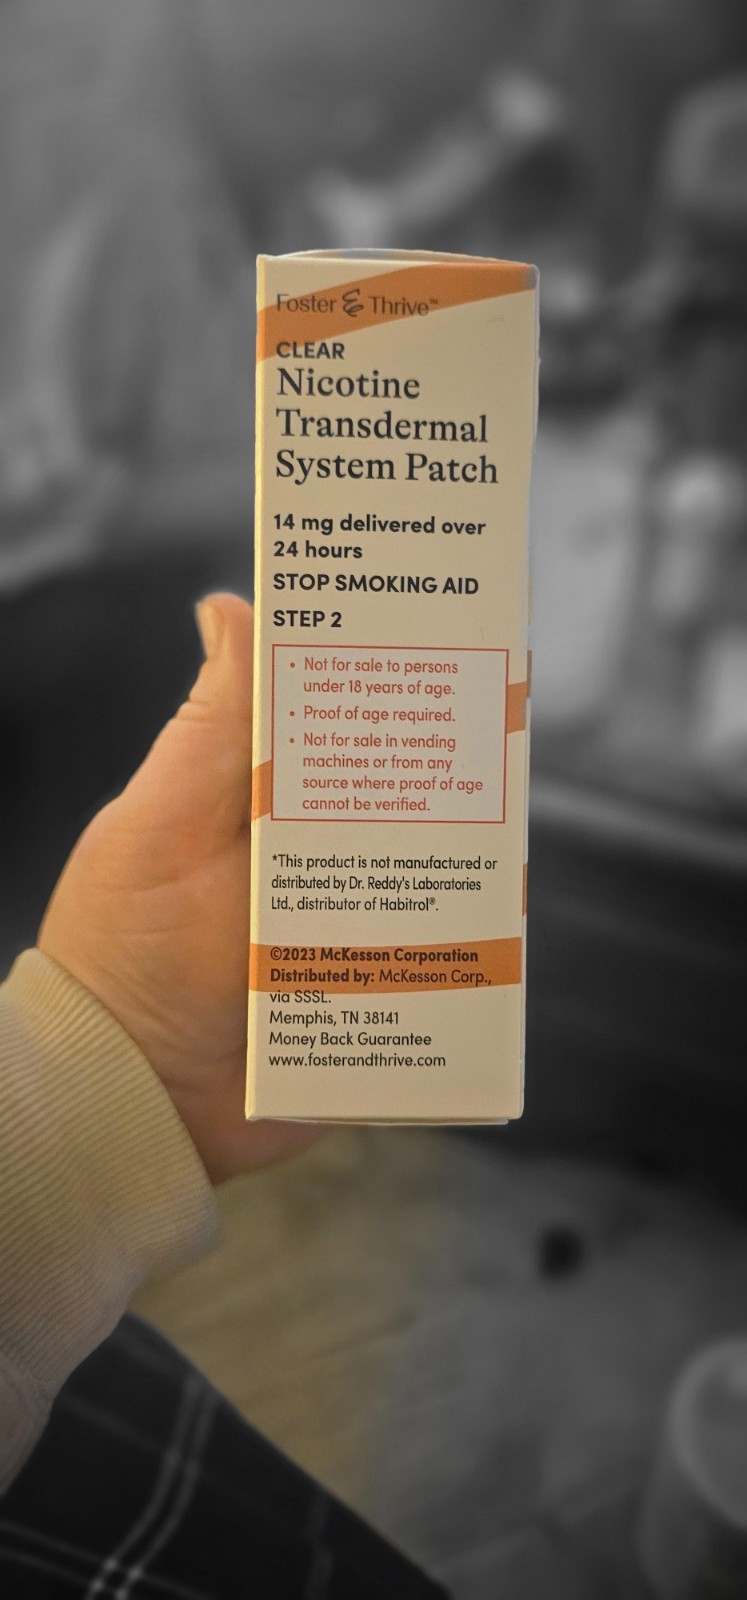 Foster & Thrive™
CLEAR
Nicotine
Transdermal
System Patch
14 mg delivered over
24 hours
STOP SMOKING AID
STEP 2
• Not for sale to persons
under 18 years of age.
• Proof of age required.
• Not for sale in vending
machines or from any
source where proof of age
cannot be verified.
*This product is not manufactured or
distributed by Dr. Reddy's Laboratories
Ltd., distributor of Habitrol®.
©2023 McKesson Corporation
Distributed by: McKesson Corp.,
via SSSL.
Memphis, TN 38141
Money Back Guarantee
www.fosterandthrive.com